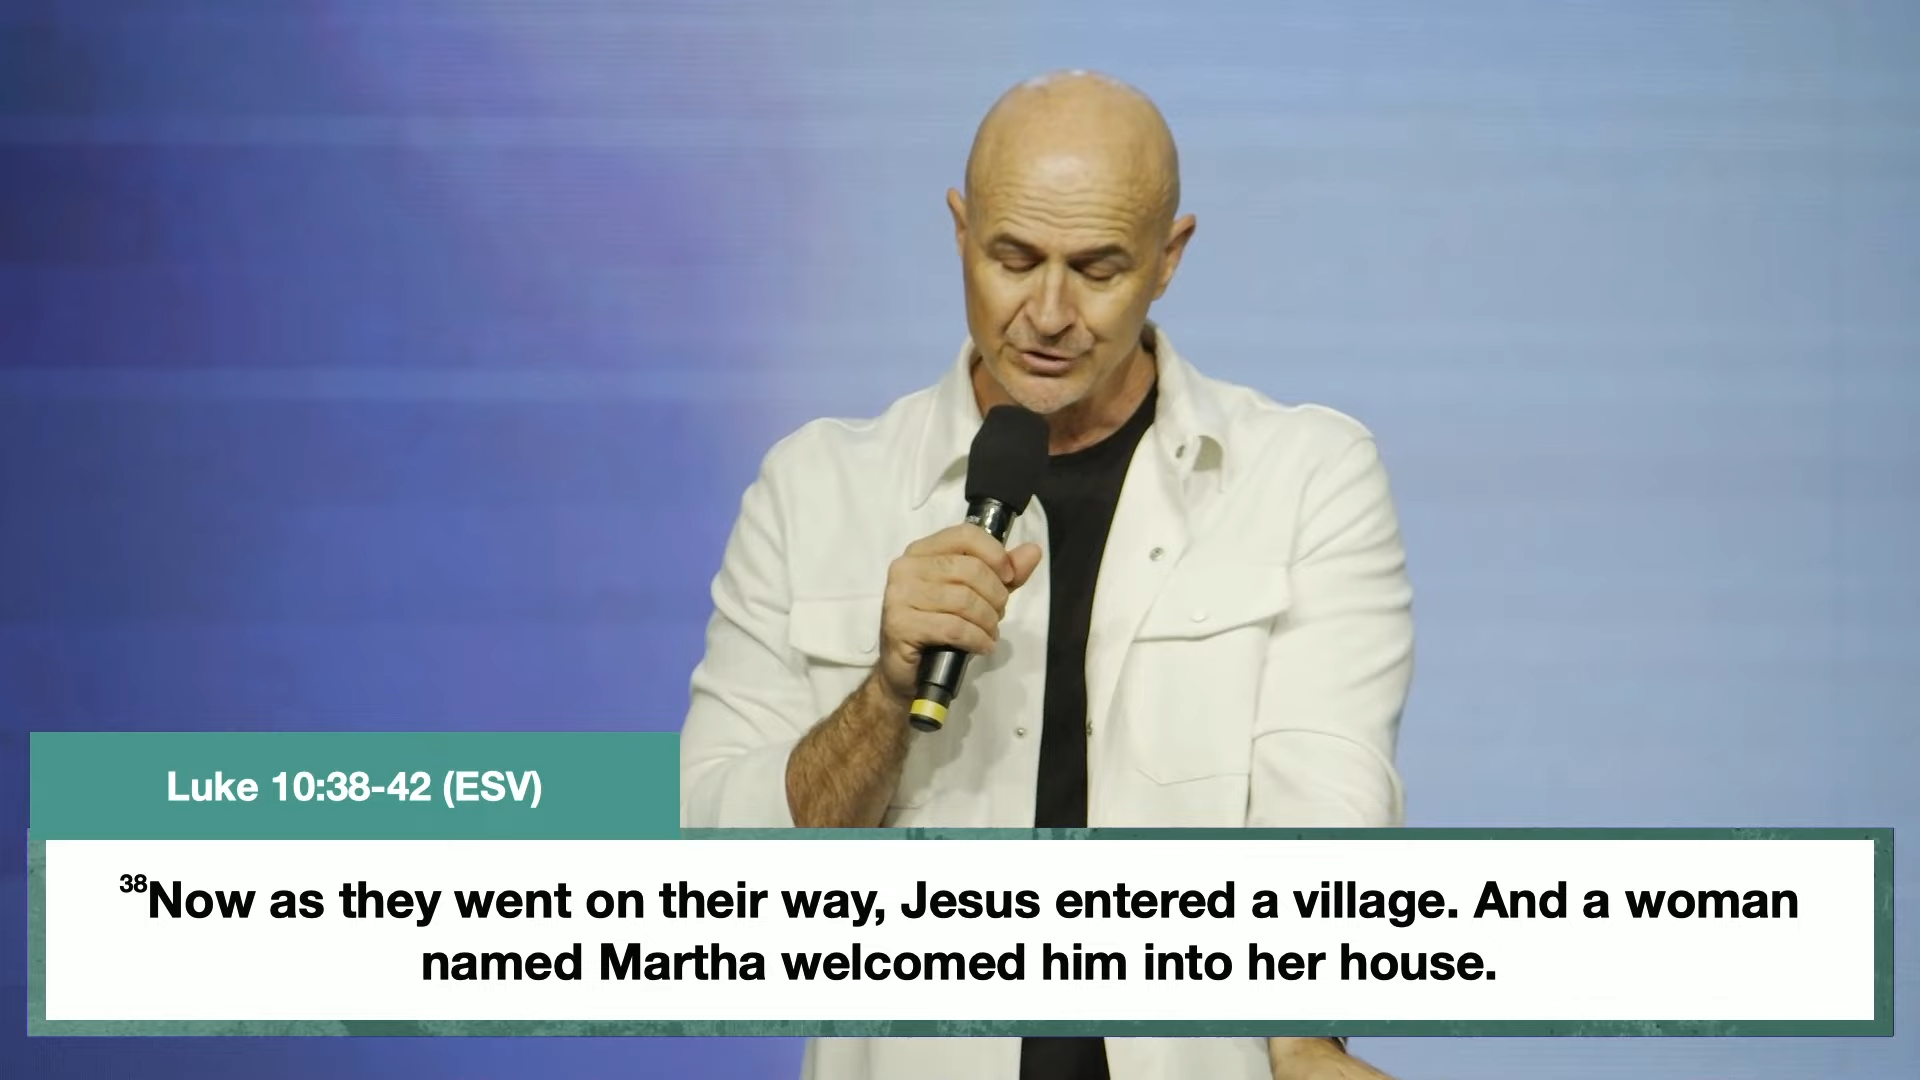 Luke 10:38-42 (ESV)
38Now as they went on their way, Jesus entered a village. And a woman
named Martha welcomed him into her house.